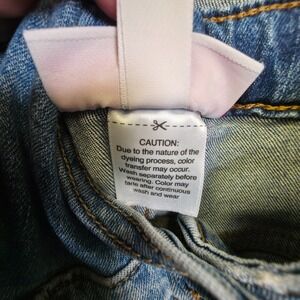 CAUTION:
Due to the nature of the
dyeing process, color
transfer may occur.
Wash separately before
wearing. Color may
fade after continuous
wash and wear